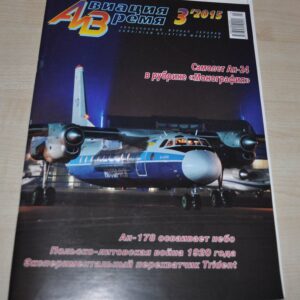 Авиация 3'2015
и Время
Самолет Ан-24
в рубрике «Монография»
Ан-178 осваивает небо
Польско-литовская война 1920 года
Экспериментальный перехватчик Trident